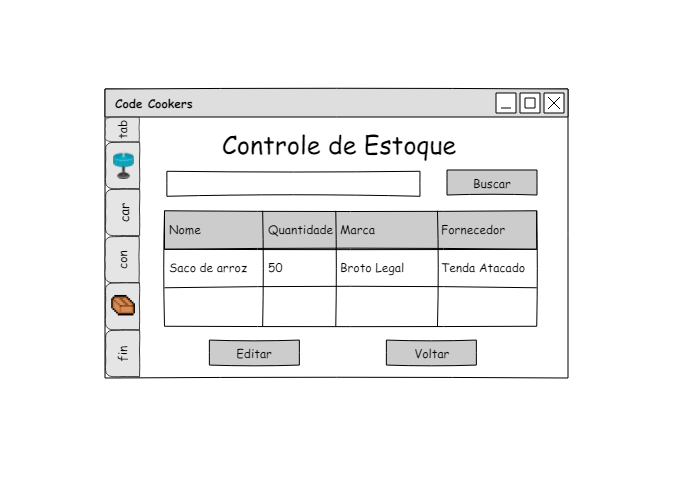 Code Cookers
tab
car
con
fin
Controle de Estoque
Buscar
Nome Quantidade Marca Fornecedor
Saco de arroz 50 Broto Legal Tenda Atacado
Editar Voltar